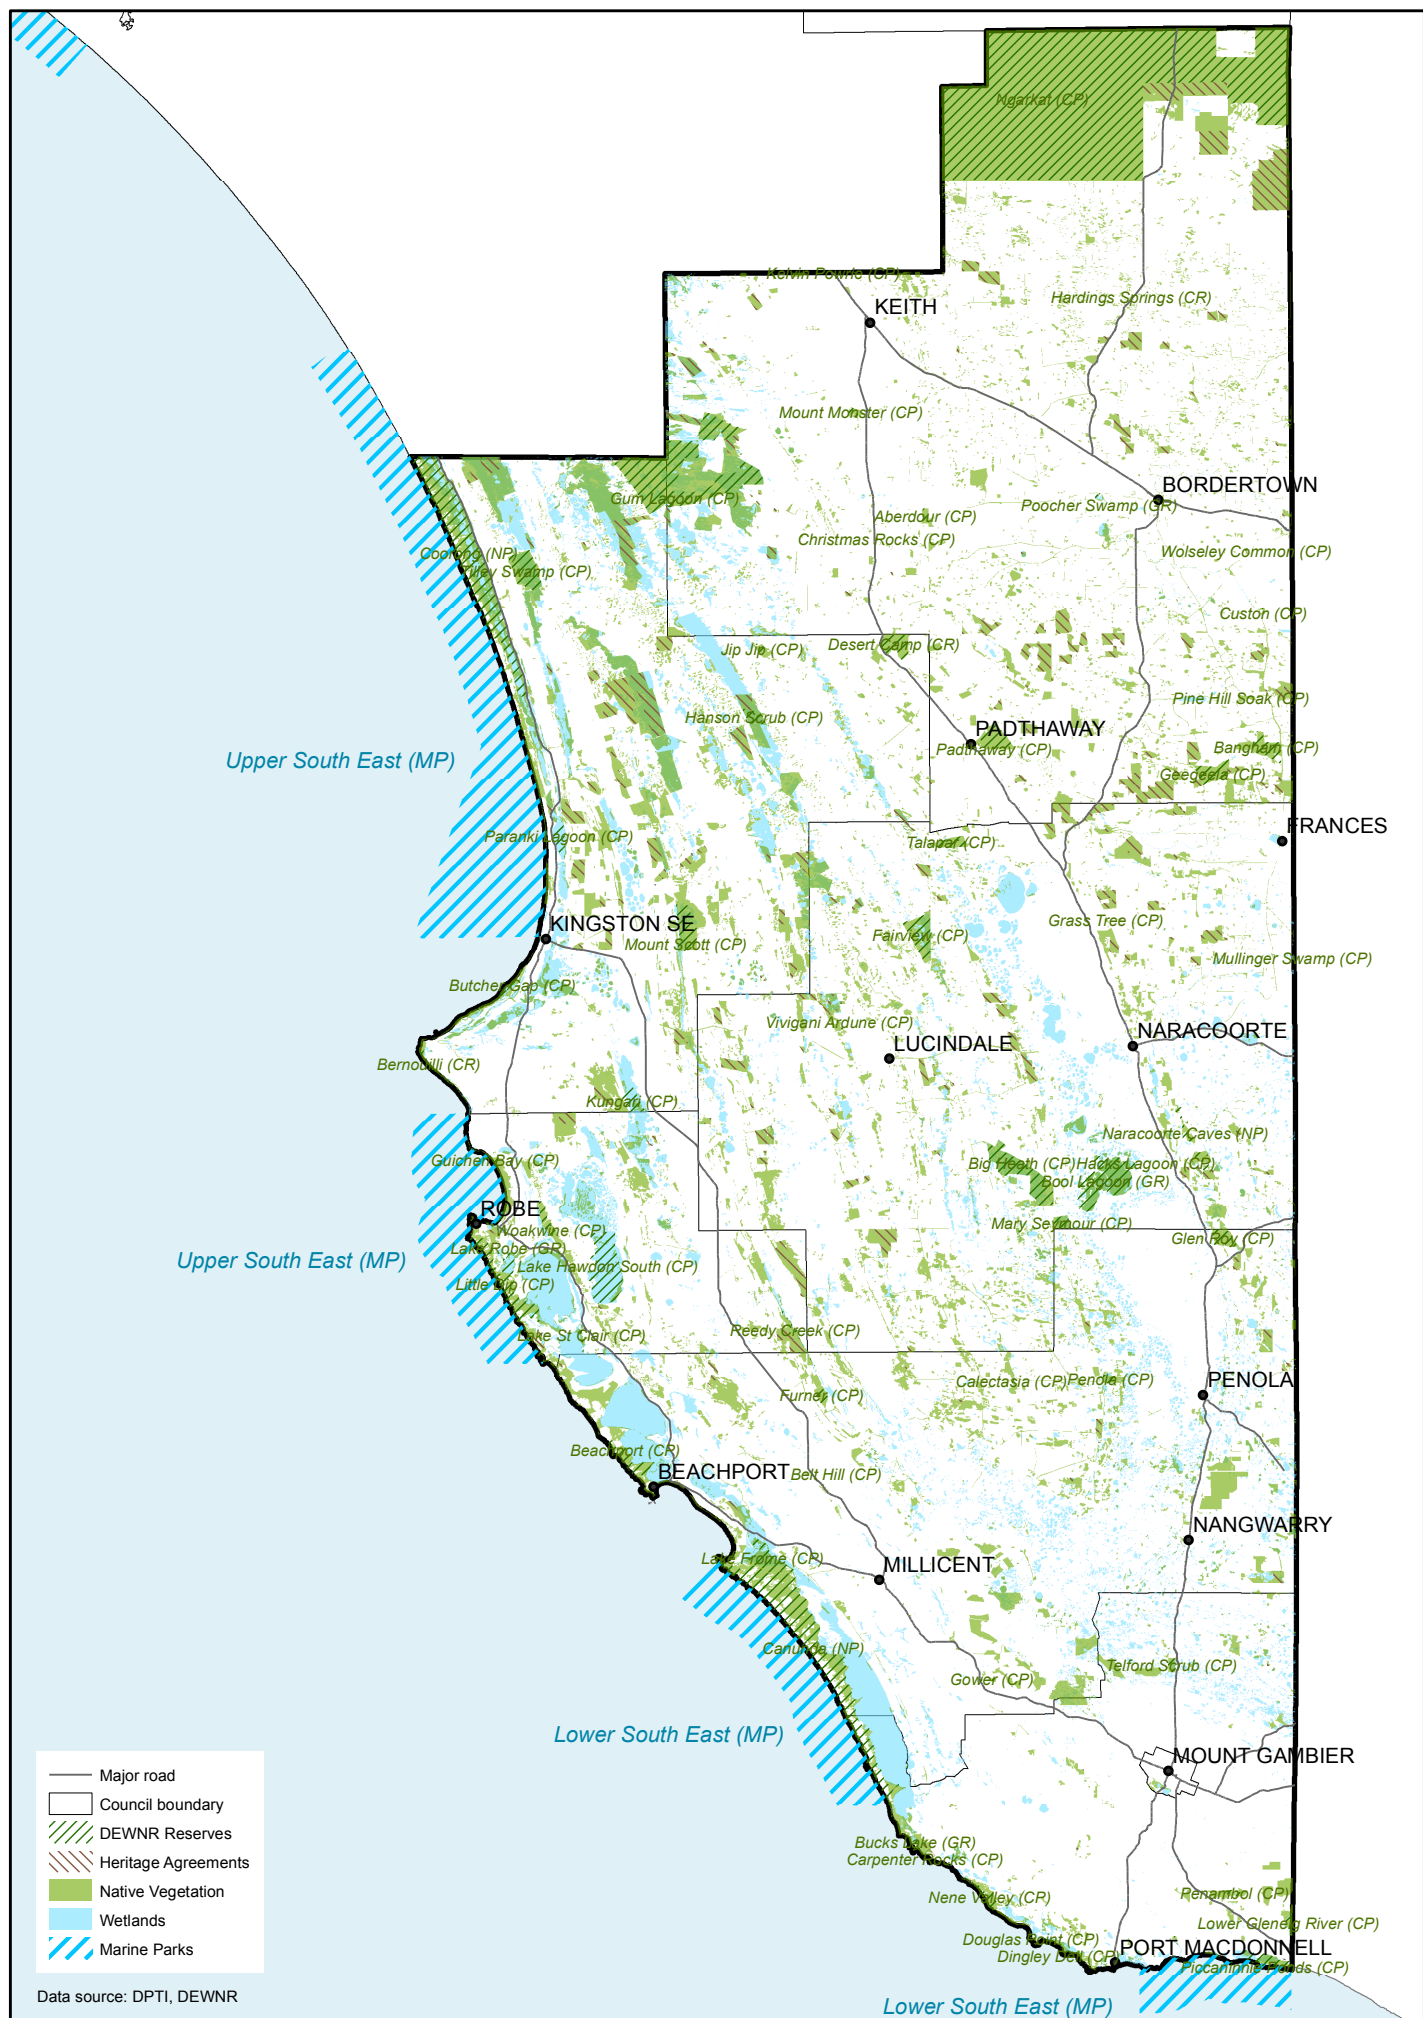 Ngarkat (CP)
Kelvin Powrie (CP)
Hardings Springs (CR)
KEITH
Mount Monster (CP)
BORDERTOWN
Gum Lagoon (CP)
Poocher Swamp (GR)
Aberdour (CP)
Christmas Rocks (CP)
Wolseley Common (CP)
Coorong (NP)
Tilley Swamp (CP)
Custon (CP)
Jip Jip (CP)
Desert Camp (CR)
Pine Hill Soak (CP)
Hanson Scrub (CP)
PADTHAWAY
Padthaway (CP)
Bangham (CP)
Upper South East (MP)
Geegeela (CP)
FRANCES
Paranki Lagoon (CP)
Talapar (CP)
KINGSTON SE
Grass Tree (CP)
Mount Scott (CP)
Fairview (CP)
Mullinger Swamp (CP)
Butcher Gap (CP)
Vivigani Ardune (CP)
NARACOORTE
LUCINDALE
Bernouilli (CR)
Kungari (CP)
Naracoorte Caves (NP)
Guichen Bay (CP)
Big Heath (CP)
Hacks Lagoon (CP)
Bool Lagoon (GR)
ROBE
Woakwine (CP)
Mary Seymour (CP)
Glen Roy (CP)
Lake Robe (GR)
Upper South East (MP)
Lake Hawdon South (CP)
Little Dip (CP)
Lake St Clair (CP)
Reedy Creek (CP)
Calectasia (CP)
Penola (CP)
PENOLA
Furner (CP)
Beachport (CR)
BEACHPORT
Belt Hill (CP)
NANGWARRY
Lake Frome (CP)
MILLICENT
Canunda (NP)
Telford Scrub (CP)
Gower (CP)
Lower South East (MP)
MOUNT GAMBIER
Bucks Lake (GR)
Carpenter Rocks (CP)
Nene Valley (CP)
Penambol (CP)
Lower Glenelg River (CP)
Douglas Point (CP)
Dingley Dell (CP)
PORT MACDONNELL
Piccaninnie Ponds (CP)
Lower South East (MP)
Major road
Council boundary
DEWNR Reserves
Heritage Agreements
Native Vegetation
Wetlands
Marine Parks
Data source: DPTI, DEWNR